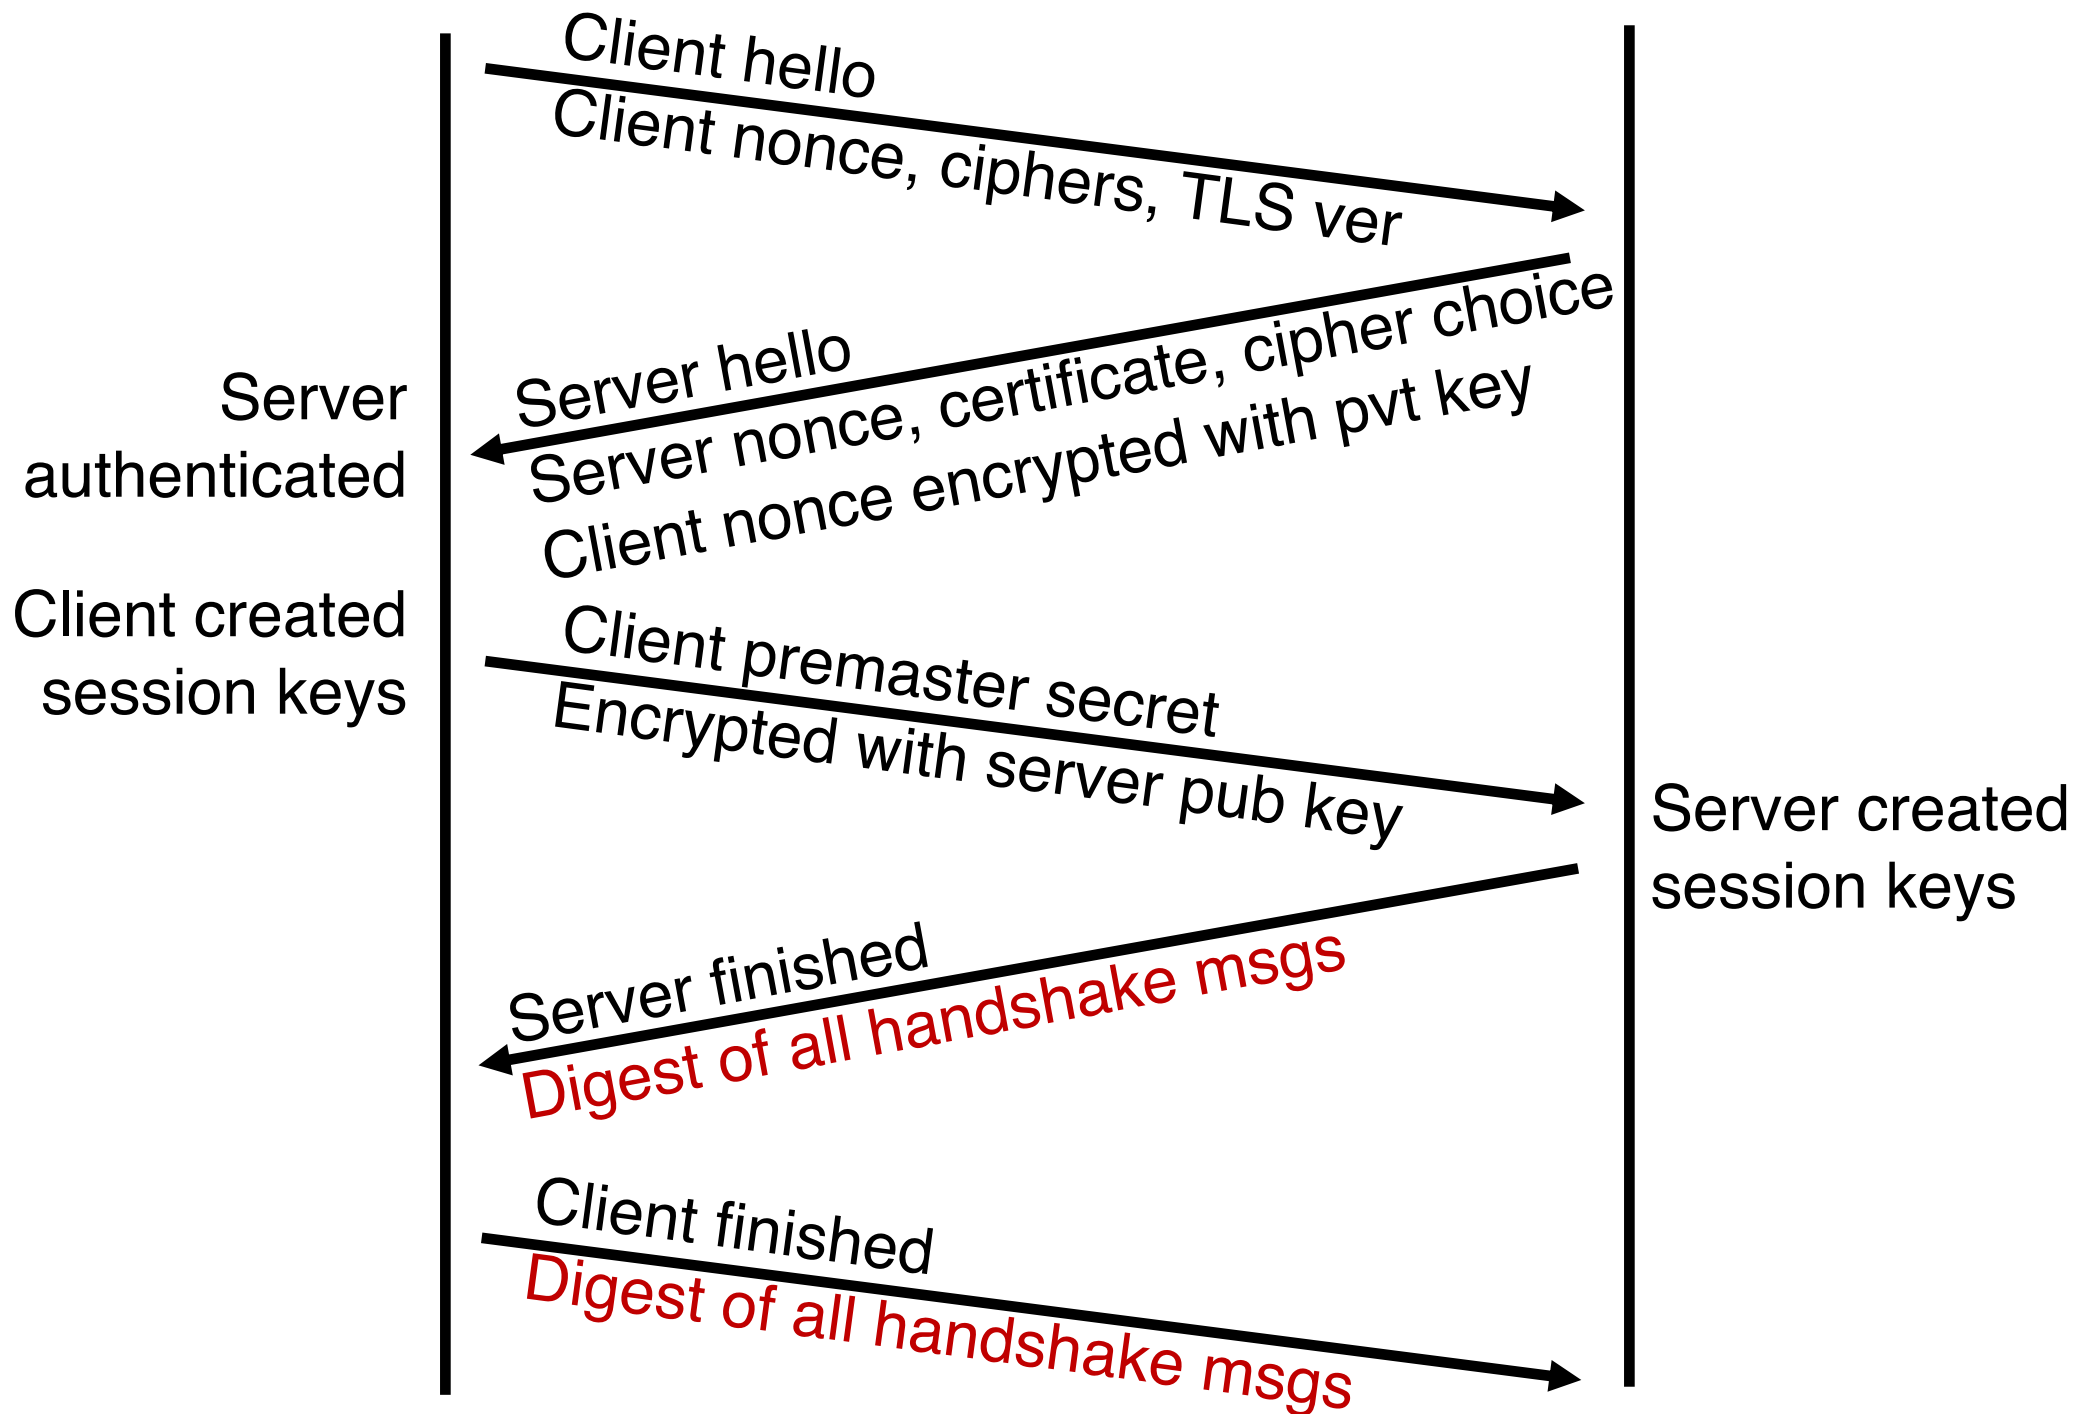 Client hello
Client nonce, ciphers, TLS ver
Server hello
Server nonce, certificate, cipher choice
Client nonce encrypted with pvt key
Server
authenticated
Client created
session keys
Client premaster secret
Encrypted with server pub key
Server created
session keys
Server finished
Digest of all handshake msgs
Client finished
Digest of all handshake msgs